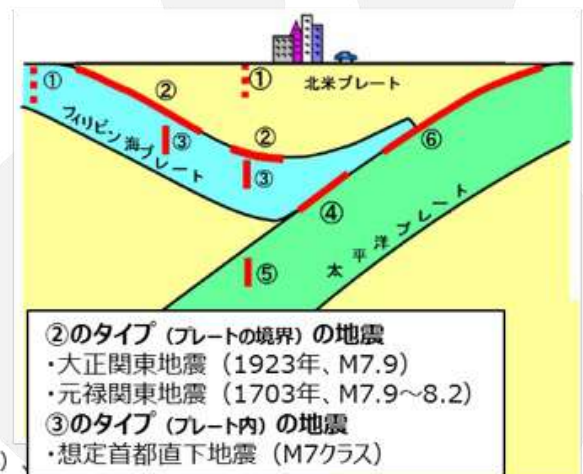 ①
②
①
北米プレート
フィリピン海プレート
③
②
③
⑥
④
⑤
太平洋プレート
②のタイプ（プレートの境界）の地震
・大正関東地震（1923年、M7.9）
・元禄関東地震（1703年、M7.9～8.2）
③のタイプ（プレート内）の地震
・想定首都直下地震（M7クラス）
）、